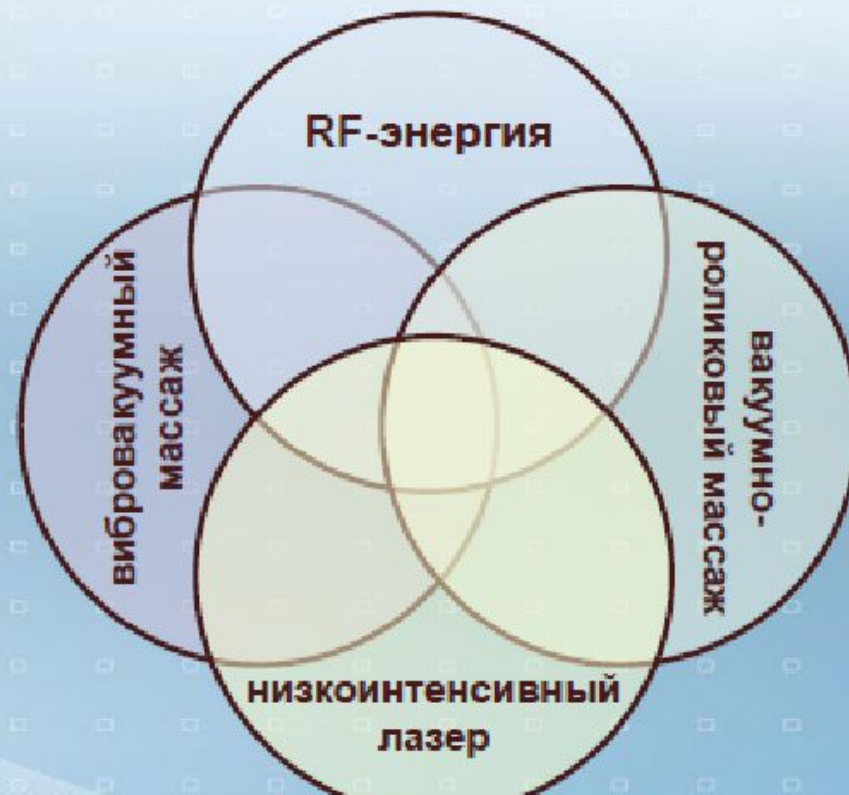 RF-энергия
вибровакуумный
массаж
вакуумно-
роликовый массаж
низкоинтенсивный
лазер